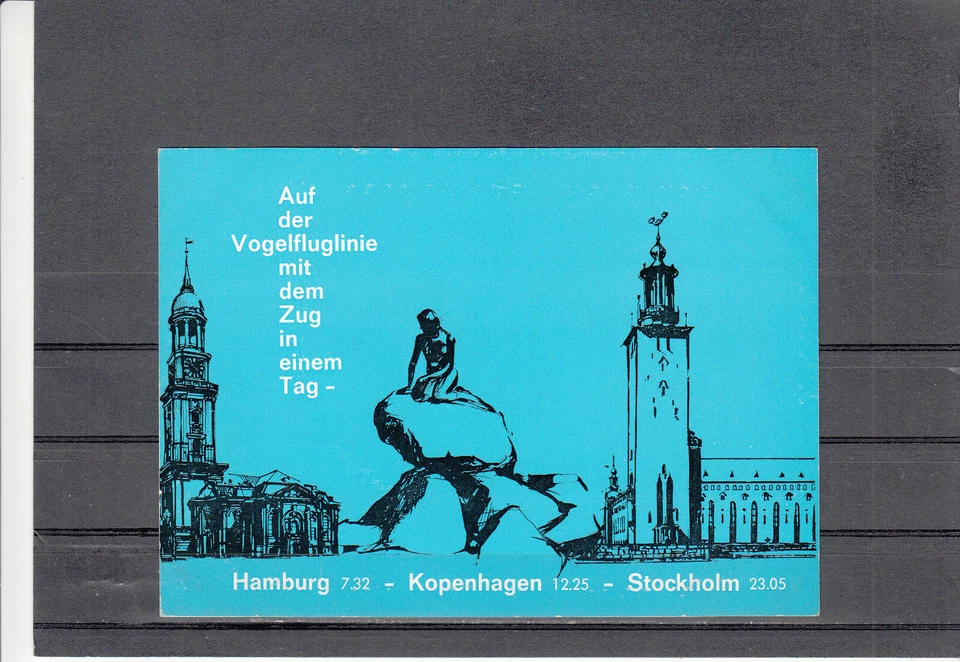 Auf
der
Vogelfluglinie
mit
dem
Zug
in
einem
Tag –
Hamburg 7.32 – Kopenhagen 12.25 – Stockholm 23.05